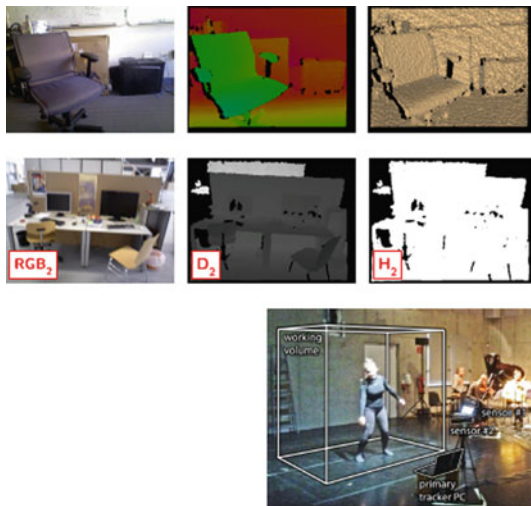 RGB2
D2
H2
working
volume
sensor #1
sensor #2
primary
tracker PC